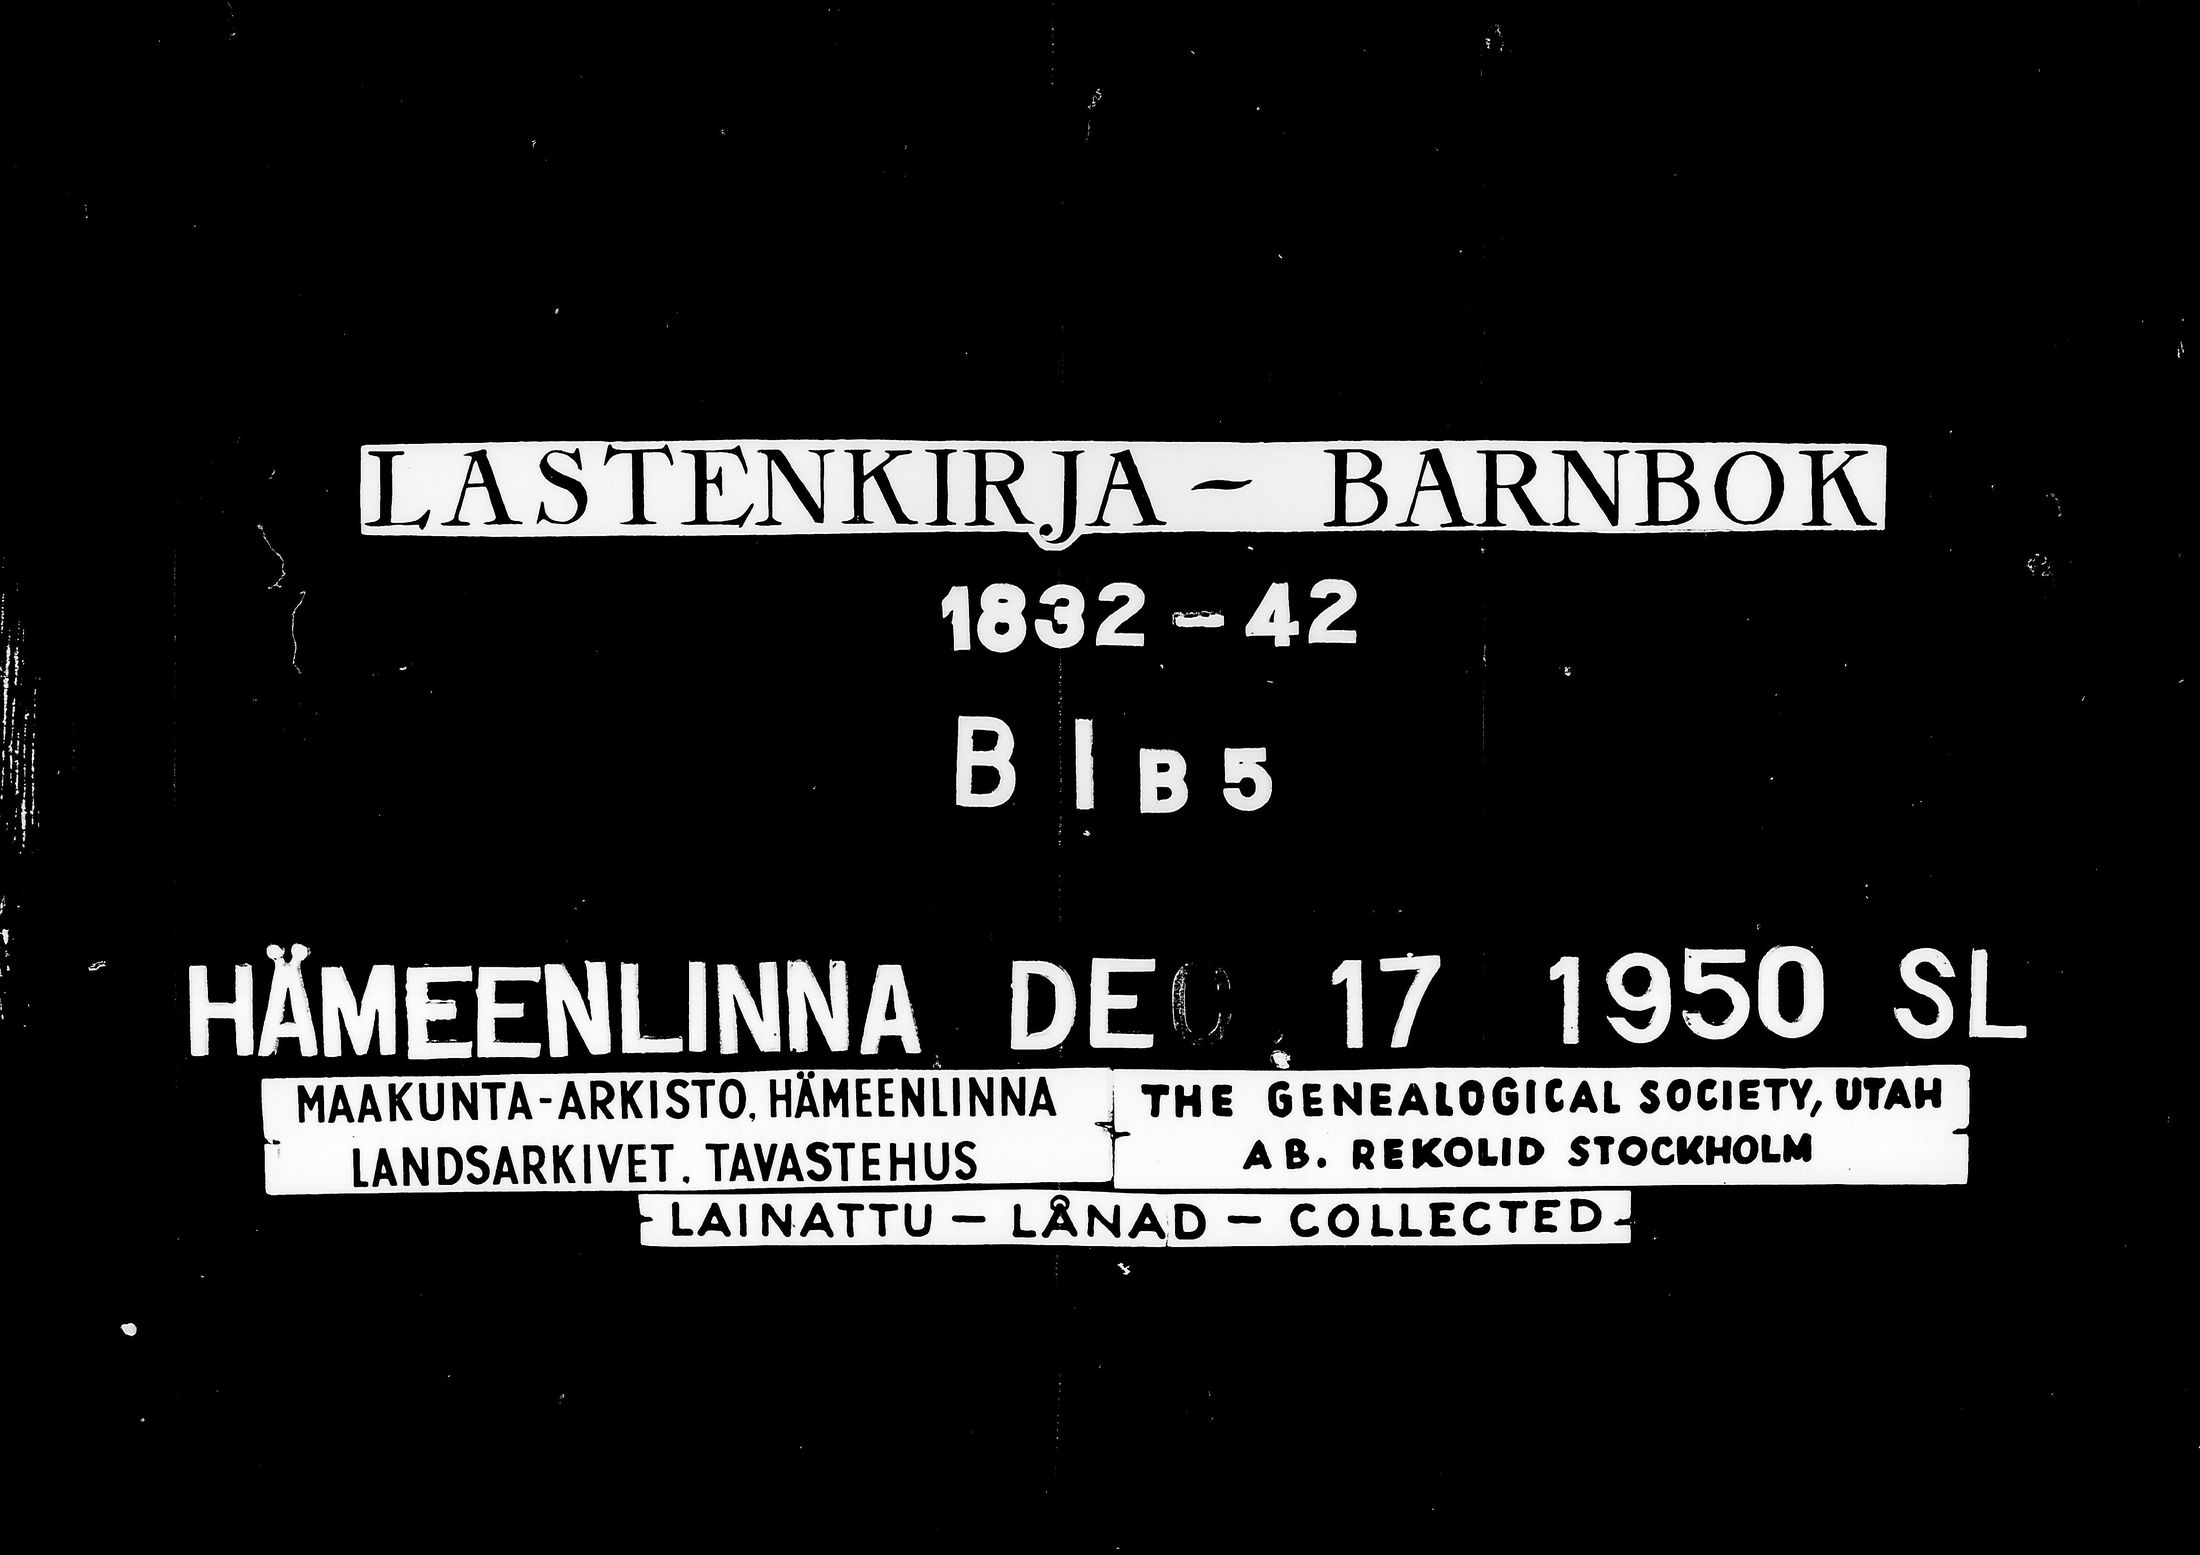 LASTENKIRJA - BARNBOK
1832-42
B I B5
HÄMEENLINNA DEC. 17 1950 SL
MAAKUNTA-ARKISTO, HÄMEENLINNA
LANDSARKIVET. TAVASTEHUS
THE GENEALOGICAL SOCIETY, UTAH
AB. REKOLID STOCKHOLM
LAINATTU - LÅNAD - COLLECTED